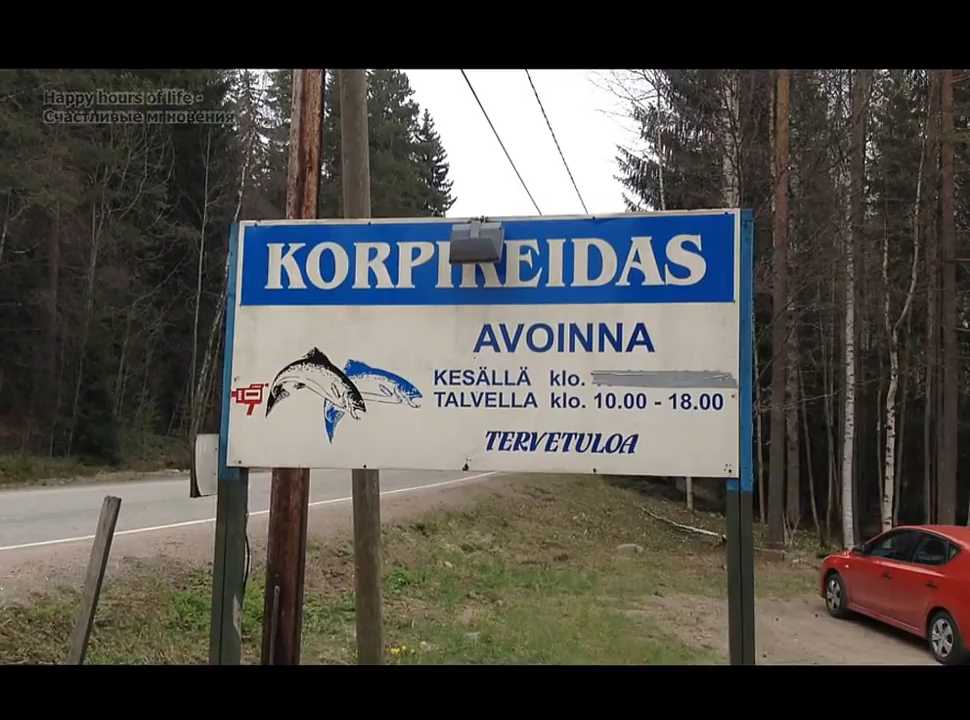 Happy hours of life -
Счастливые мгновения
KORPIREIDAS
AVOINNA
KESÄLLÄ klo.
TALVELLA klo. 10.00 - 18.00
TERVETULOA